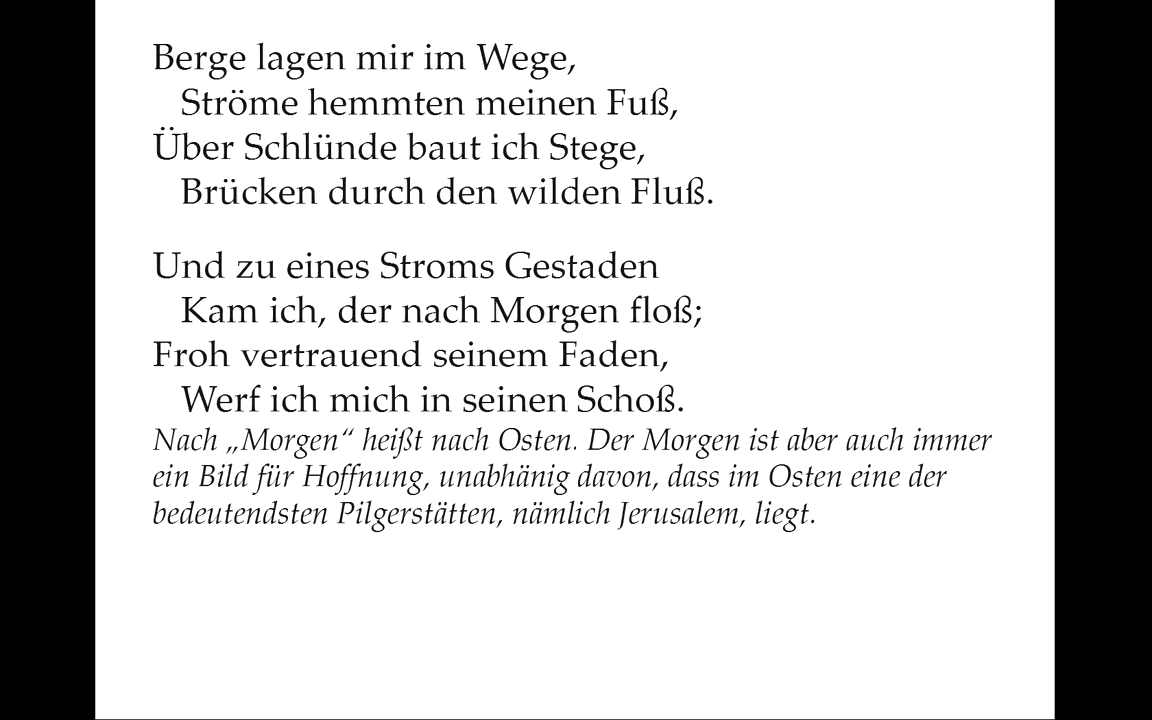 Berge lagen mir im Wege,
Ströme hemmten meinen Fuß,
Über Schlünde baut ich Stege,
Brücken durch den wilden Fluß.
Und zu eines Stroms Gestaden
Kam ich, der nach Morgen floß;
Froh vertrauend seinem Faden,
Werf ich mich in seinen Schoß.
Nach „Morgen“ heißt nach Osten. Der Morgen ist aber auch immer
ein Bild für Hoffnung, unabhänig davon, dass im Osten eine der
bedeutendsten Pilgerstätten, nämlich Jerusalem, liegt.